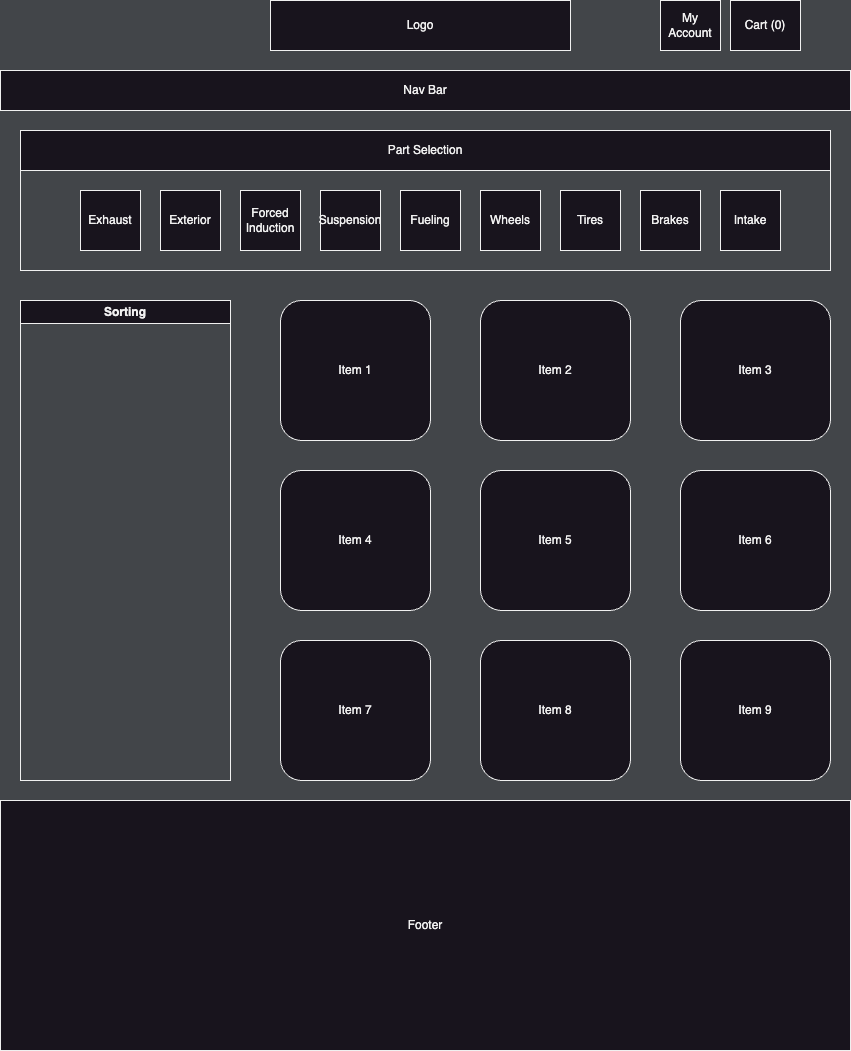 Logo
My
Account
Cart (0)
Nav Bar
Part Selection
Exhaust
Exterior
Forced
Induction
Suspension
Fueling
Wheels
Tires
Brakes
Intake
Sorting
Item 1
Item 2
Item 3
Item 4
Item 5
Item 6
Item 7
Item 8
Item 9
Footer